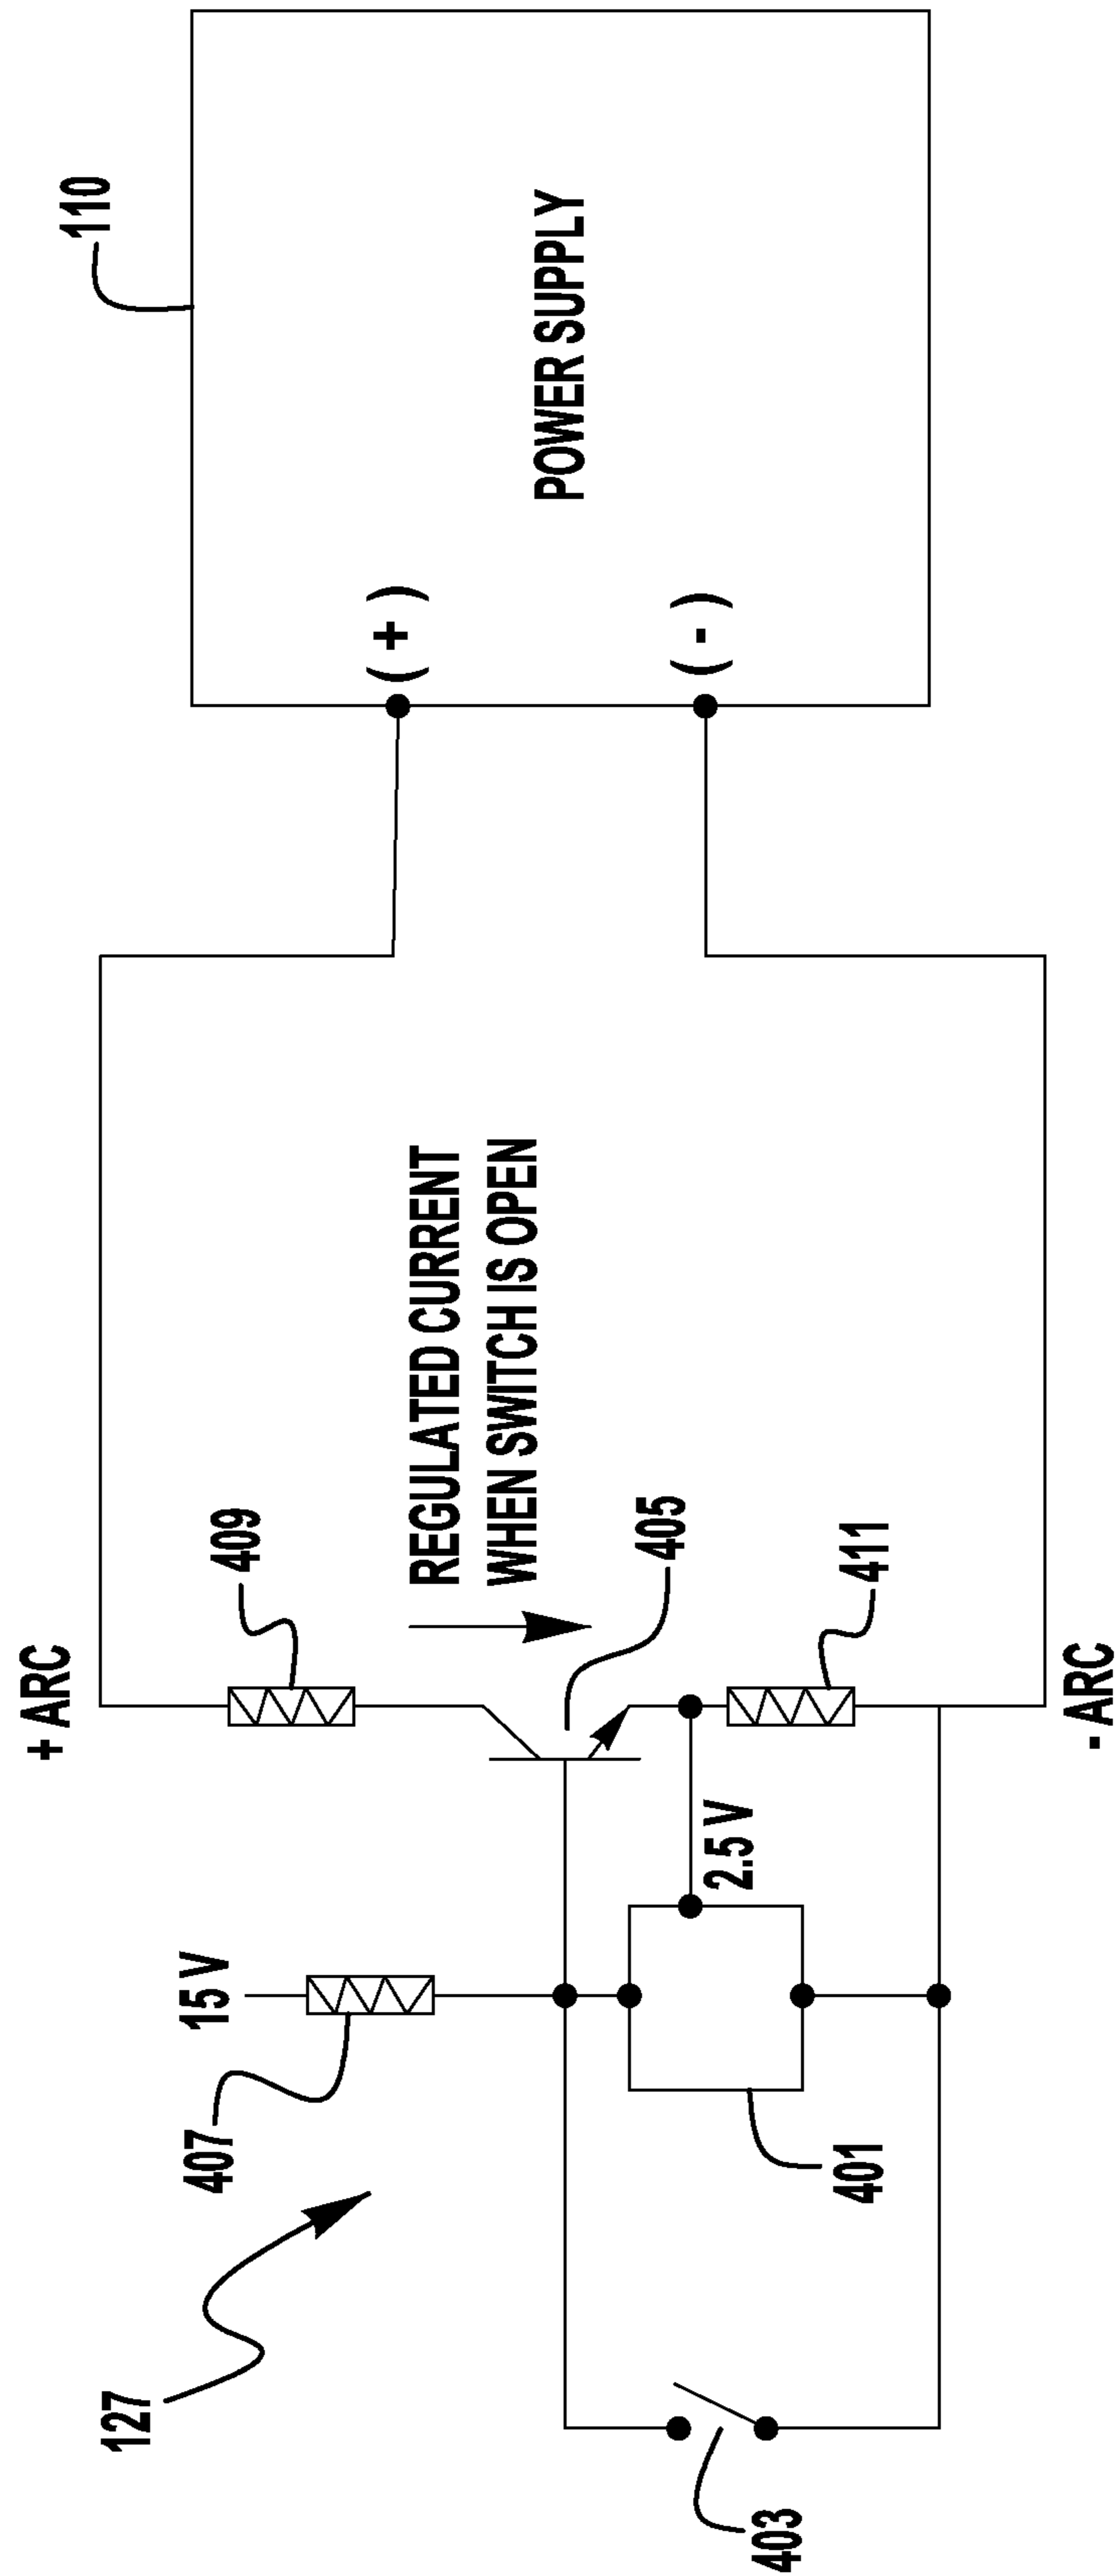 127
403
407
15 V
401
2.5 V
+ ARC
409
405
411
- ARC
REGULATED CURRENT
WHEN SWITCH IS OPEN
( + )
( - )
POWER SUPPLY
110